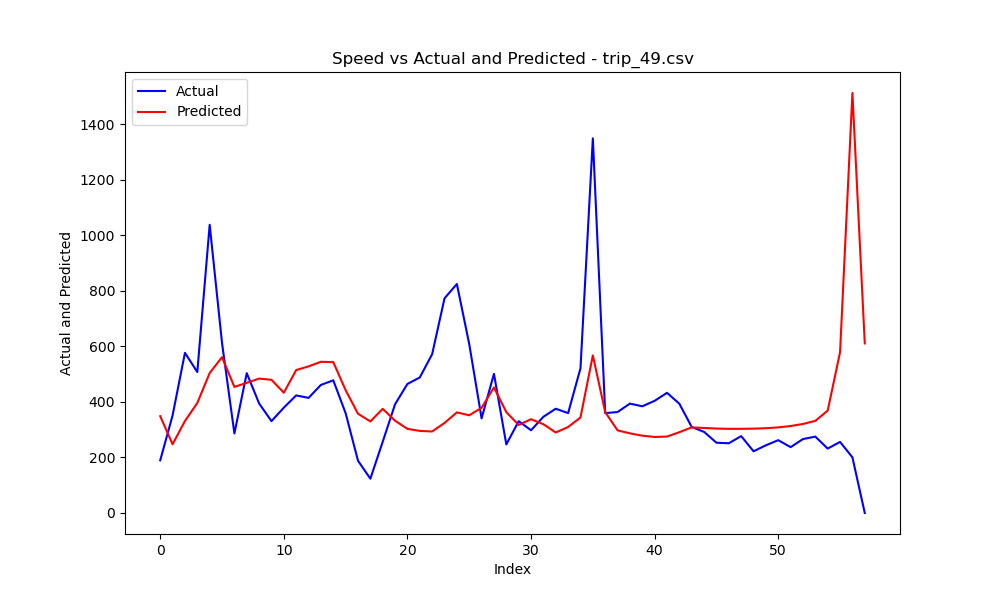 Speed vs Actual and Predicted - trip_49.csv
Actual
Predicted
1400
1200
1000
800
600
400
200
0
Actual and Predicted
0 10 20 30 40 50
Index